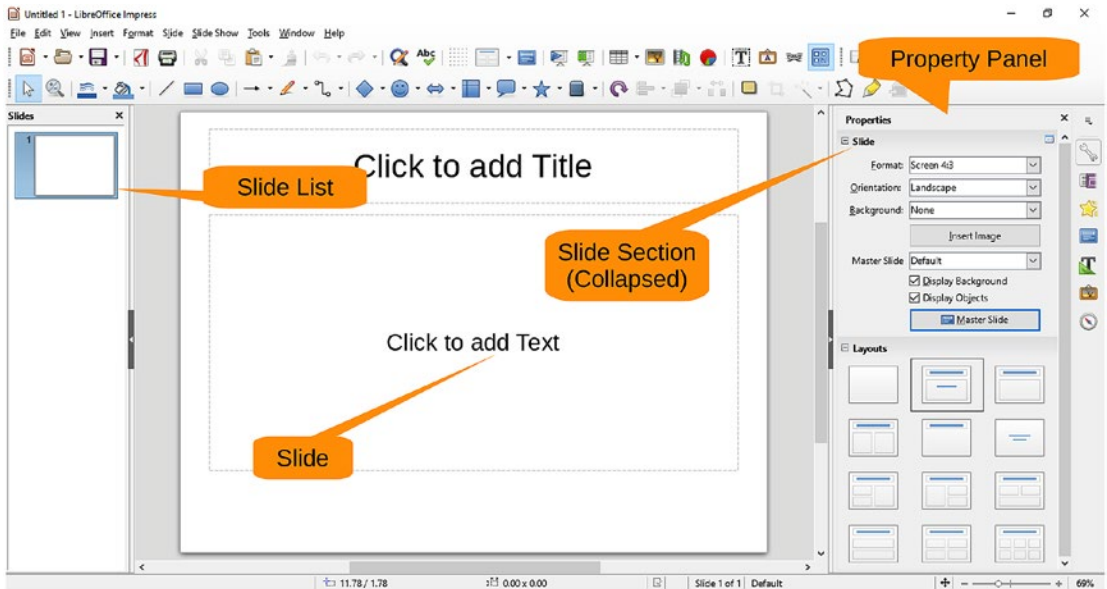 Untitled 1 - LibreOffice Impress
File Edit View Insert Format Slide Slide Show Tools Window Help
Abc
T
A
Property Panel
Slides
1
Slide List
Click to add Title
Slide Section
(Collapsed)
Click to add Text
Slide
Properties
Slide
Format: Screen 4:3
Orientation: Landscape
Background: None
Insert Image
Master Slide Default
Display Background
Display Objects
Master Slide
Layouts
T
11.78 / 1.78
0.00 x 0.00
Slide 1 of 1
Default
69%